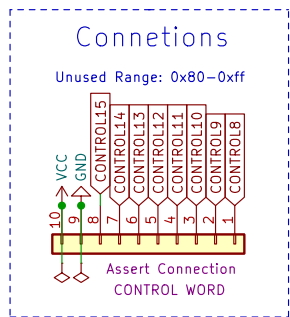 Connetions
Unused Range: 0x80-0xff
VCC
GND
CONTROL15
CONTROL14
CONTROL13
CONTROL12
CONTROL11
CONTROL10
CONTROL9
CONTROL8
10
9
8
7
6
5
4
3
2
1
Assert Connection
CONTROL WORD